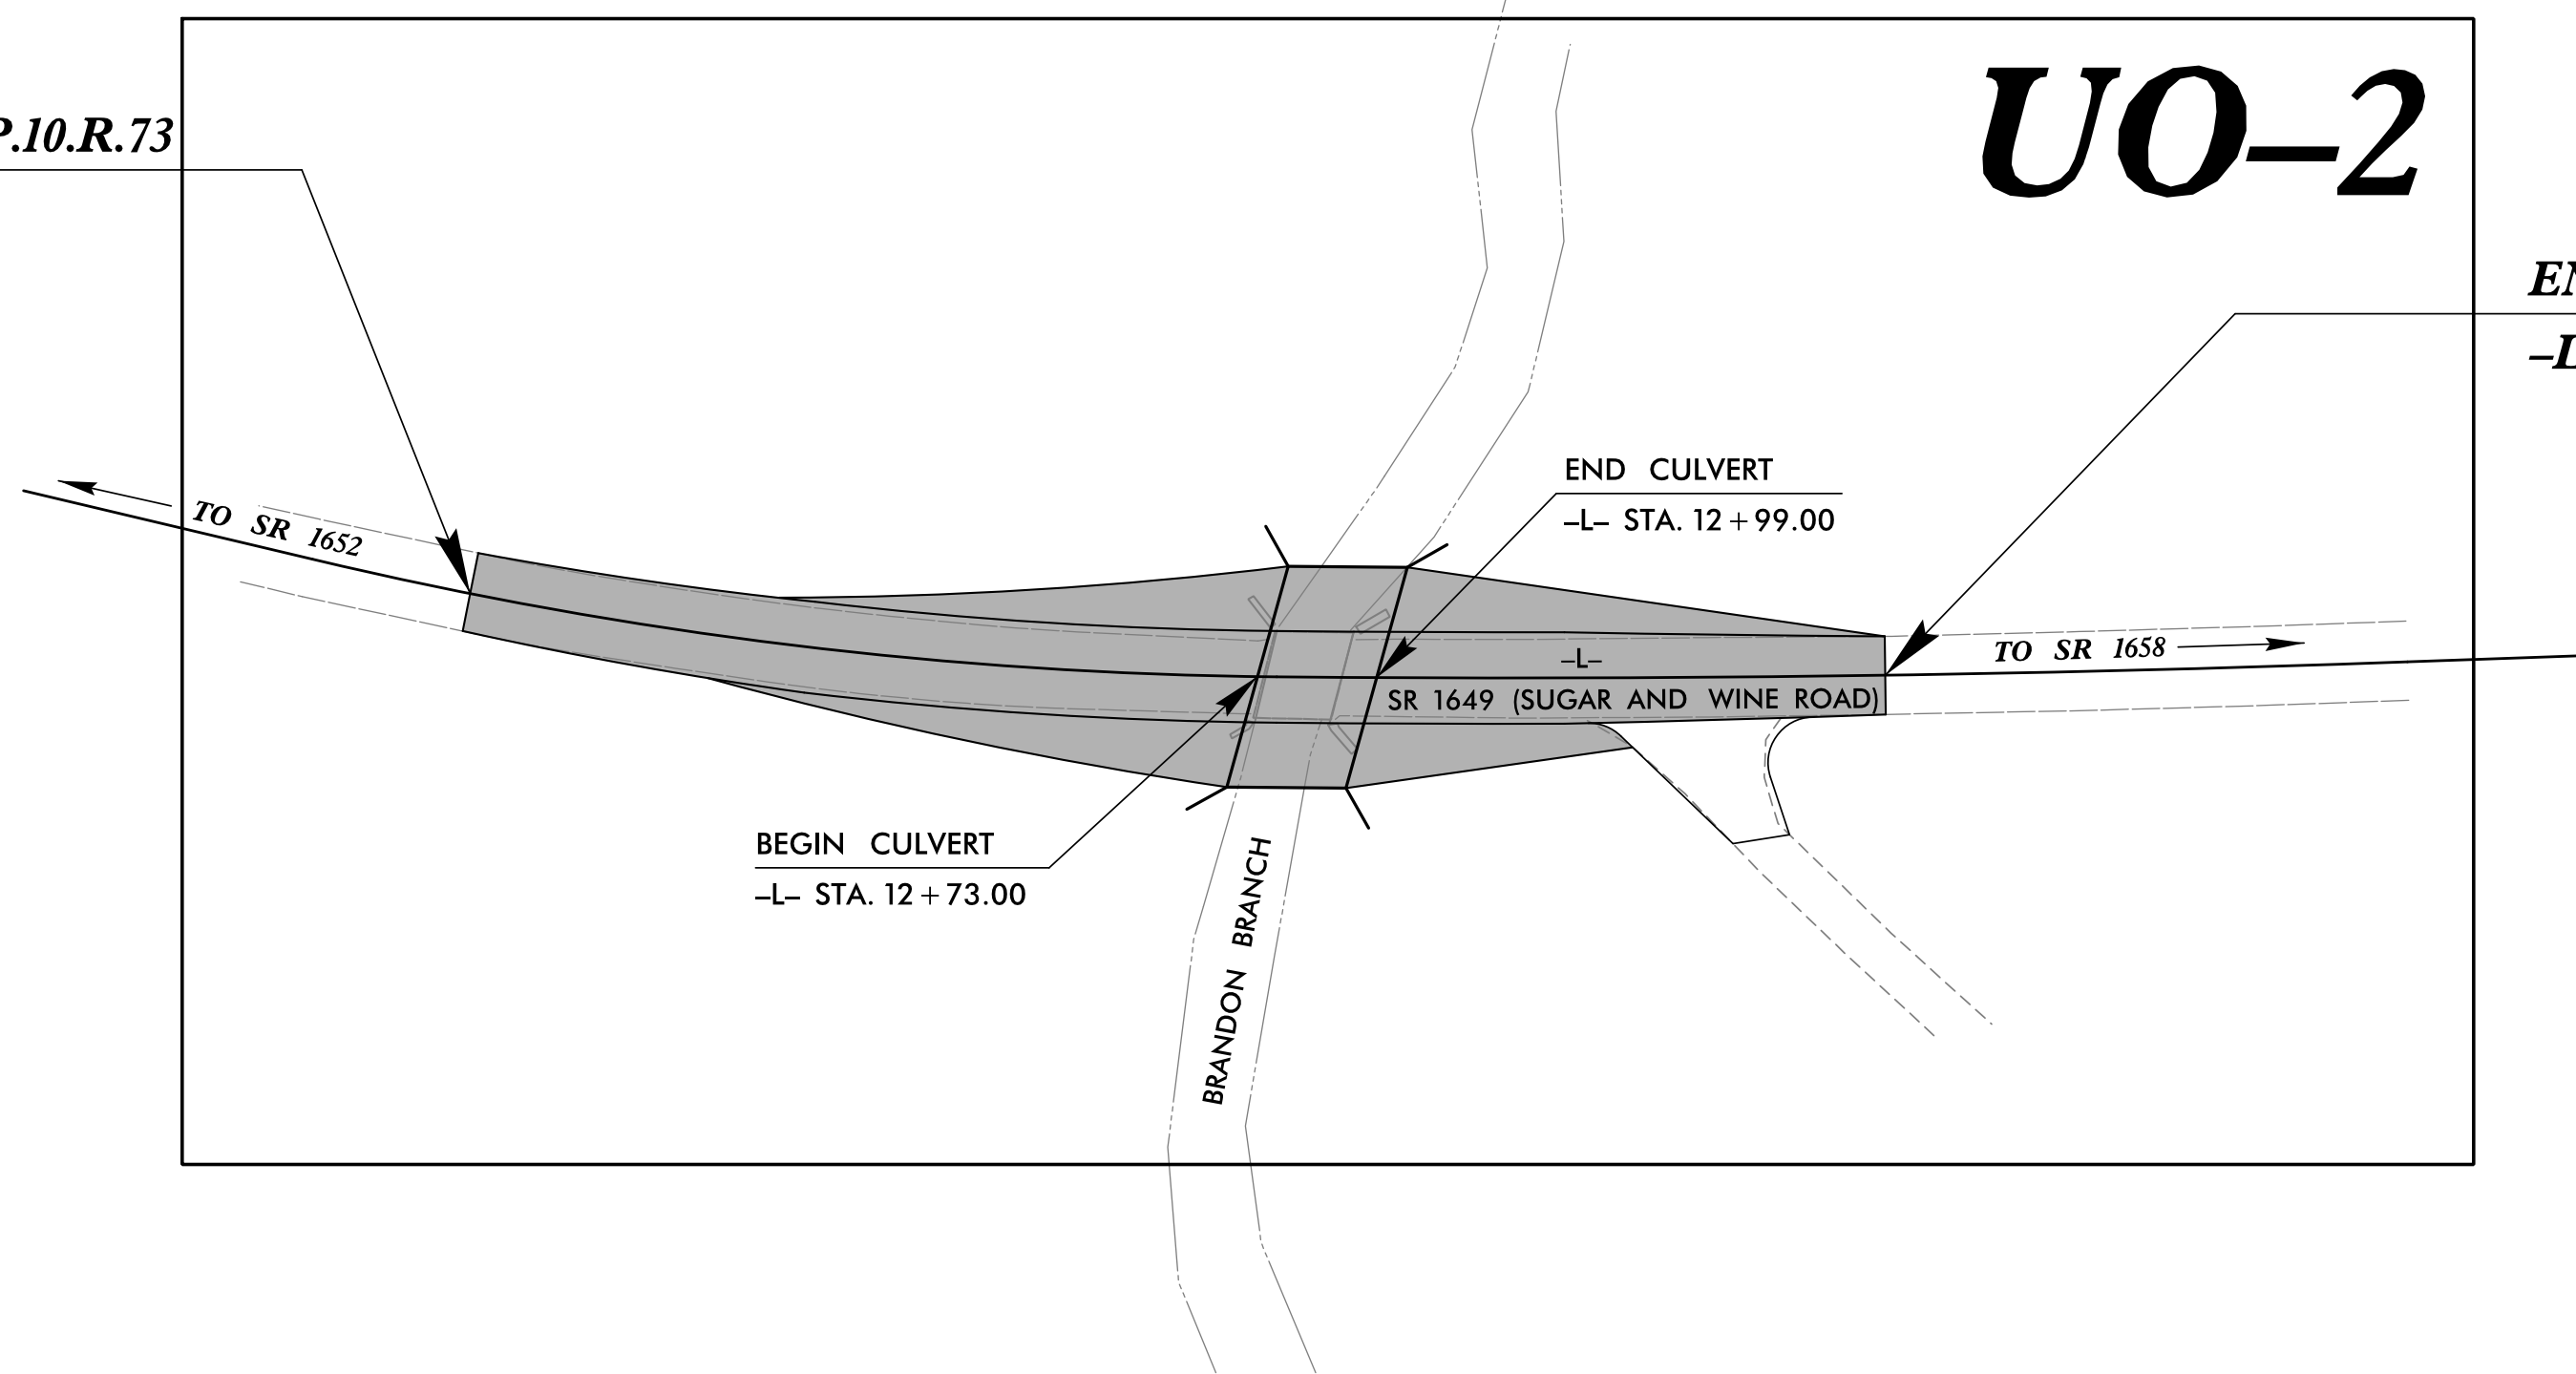 UO–2
P.10.R.73
EN
–L
END CULVERT
–L– STA. 12+99.00
TO SR 1652
TO SR 1658
–L–
SR 1649 (SUGAR AND WINE ROAD)
BEGIN CULVERT
–L– STA. 12+73.00
BRANDON BRANCH